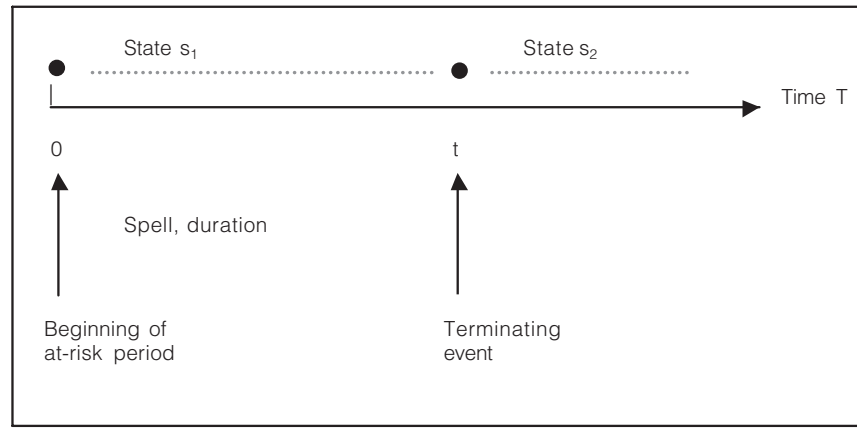 State s₁
State s₂
Time T
0
t
Spell, duration
Beginning of
at-risk period
Terminating
event